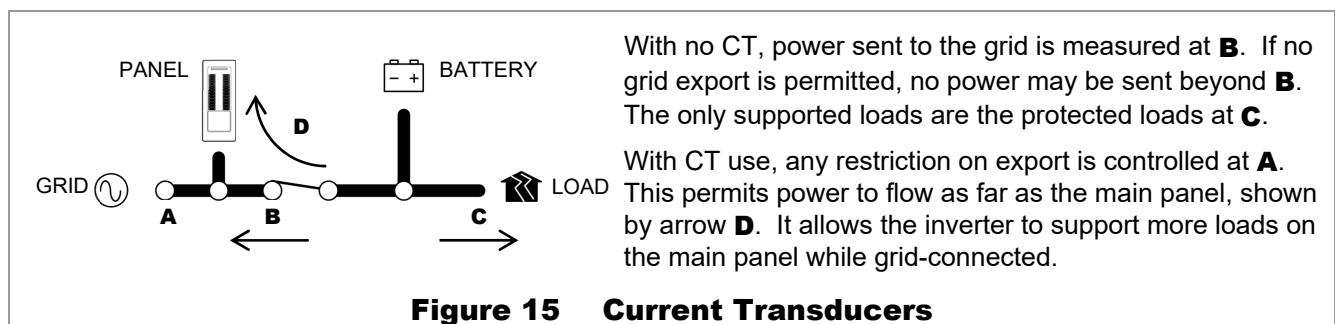 PANEL
BATTERY
D
GRID
LOAD
A
B
C
With no CT, power sent to the grid is measured at B. If no
grid export is permitted, no power may be sent beyond B.
The only supported loads are the protected loads at C.
With CT use, any restriction on export is controlled at A.
This permits power to flow as far as the main panel, shown
by arrow D. It allows the inverter to support more loads on
the main panel while grid-connected.
Figure 15 Current Transducers